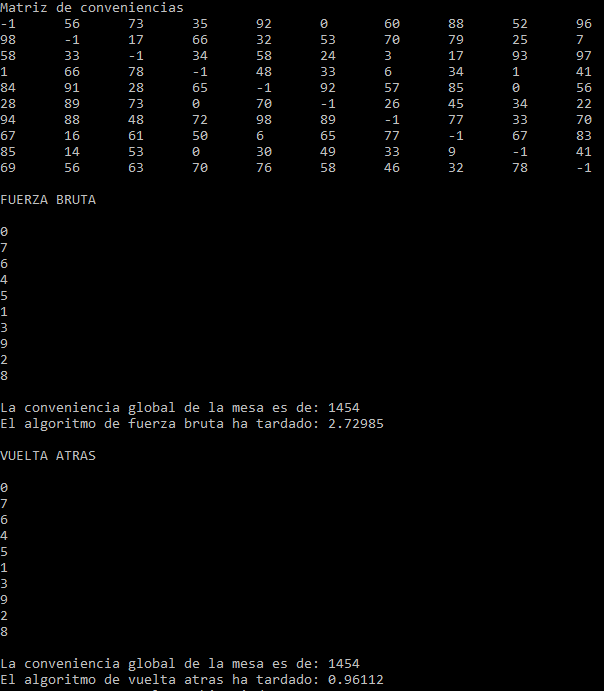 Matriz de conveniencias
-1 56 73 35 92 0 60 88 52 96
98 -1 17 66 32 53 70 79 25 7
58 33 -1 34 58 24 3 17 93 97
1 66 78 -1 48 33 6 34 1 41
84 91 28 65 -1 92 57 85 0 56
28 89 73 0 70 -1 26 45 34 22
94 88 48 72 98 89 -1 77 33 70
67 16 61 50 6 65 77 -1 67 83
85 14 53 0 30 49 33 9 -1 41
69 56 63 70 76 58 46 32 78 -1
FUERZA BRUTA
0
7
6
4
5
1
3
9
2
8
La conveniencia global de la mesa es de: 1454
El algoritmo de fuerza bruta ha tardado: 2.72985
VUELTA ATRAS
0
7
6
4
5
1
3
9
2
8
La conveniencia global de la mesa es de: 1454
El algoritmo de vuelta atras ha tardado: 0.96112